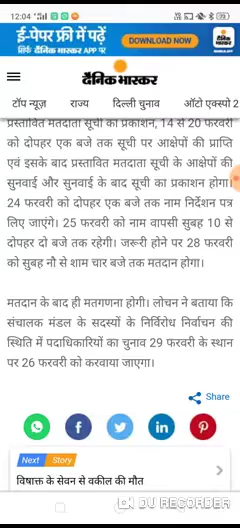 12:04
ई-पेपर फ्री में पढ़ें
सिर्फ दैनिक भास्कर APP पर
DOWNLOAD NOW
दैनिक भास्कर
टॉप न्यूज़ राज्य दिल्ली चुनाव ऑटो एक्स्पो 2
प्रस्तावित मतदाता सूची का प्रकाशन, 14 से 20 फरवरी
को दोपहर एक बजे तक सूची पर आक्षेपों की प्राप्ति
एवं इसके बाद प्रस्तावित मतदाता सूची के आक्षेपों की
सुनवाई और सुनवाई के बाद सूची का प्रकाशन होगा।
24 फरवरी को दोपहर एक बजे तक नाम निर्देशन पत्र
लिए जाएंगे। 25 फरवरी को नाम वापसी सुबह 10 से
दोपहर दो बजे तक रहेगी। जरूरी होने पर 28 फरवरी
को सुबह नौ से शाम चार बजे तक मतदान होगा।
मतदान के बाद ही मतगणना होगी। लोचन ने बताया कि
संचालक मंडल के सदस्यों के निर्विरोध निर्वाचन की
स्थिति में पदाधिकारियों का चुनाव 29 फरवरी के स्थान
पर 26 फरवरी को करवाया जाएगा।
Share
Next Story
विषाक्त के सेवन से वकील की मौत
DU RECORDER